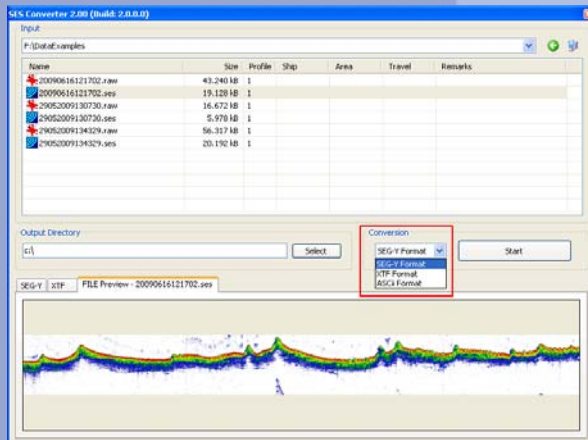 SES Converter 2.00 (Build: 2.0.0.0)
Input
F:\DataExamples
Name Size Profile Ship Area Travel Remarks
20090616121702.raw 43.240 kB 1
20090616121702.ses 19.128 kB 1
29052009130730.raw 16.672 kB 1
29052009130730.ses 5.978 kB 1
29052009134329.raw 56.317 kB 1
29052009134329.ses 20.192 kB 1
Output Directory
c:\
Select
Conversion
SEG-Y Format
SEG-Y Format
XTF Format
ASCii Format
Start
SEG-Y XTF FILE Preview - 20090616121702.ses